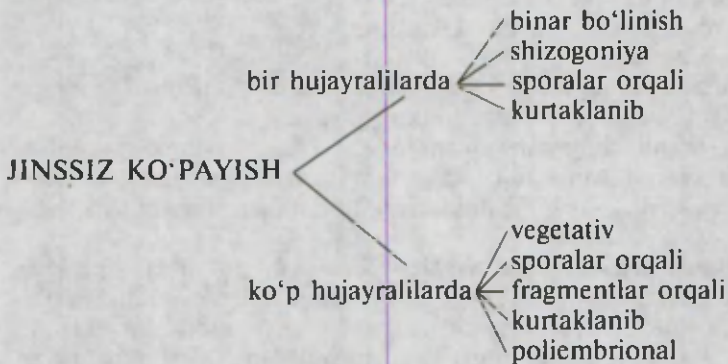 binar bo‘linish
shizogoniya
bir hujayralilarda
sporalar orqali
kurtaklanib
JINSSIZ KO‘PAYISH
vegetativ
sporalar orqali
ko‘p hujayralilarda
fragmentlar orqali
kurtaklanib
poliembrional